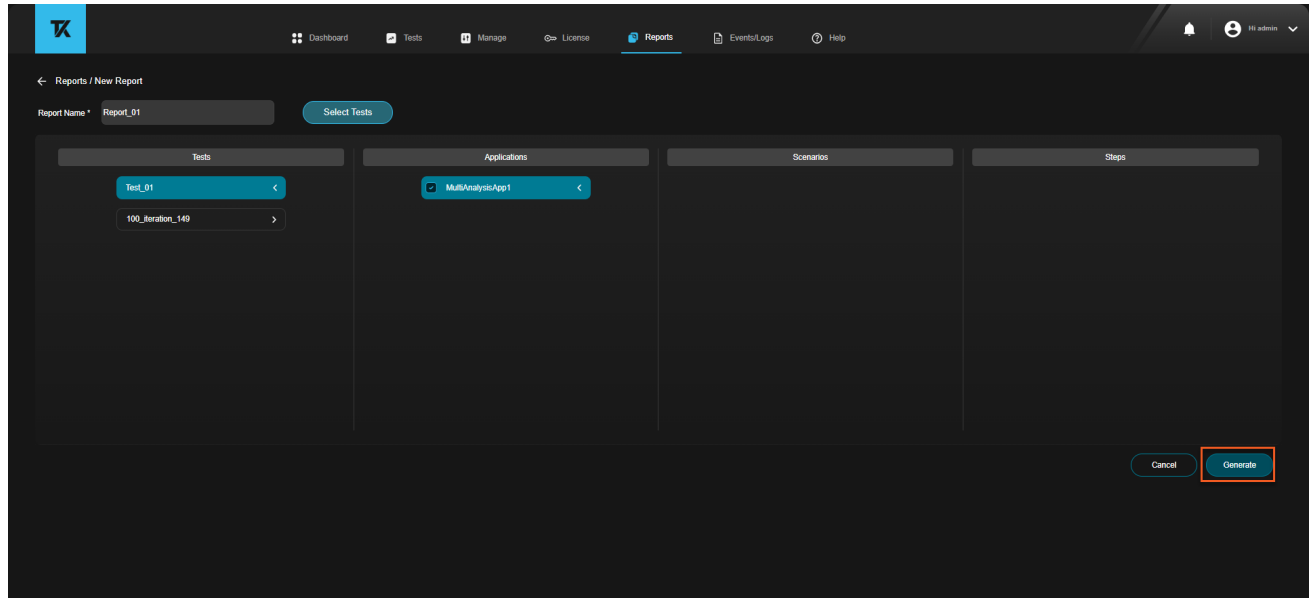 TK
Dashboard
Tests
Manage
License
Reports
Events/Logs
Help
Hi admin
Reports / New Report
Report Name *
Report_01
Select Tests
Tests
Applications
Scenarios
Steps
Test_01
MultiAnalysisApp1
100_iteration_149
Cancel
Generate